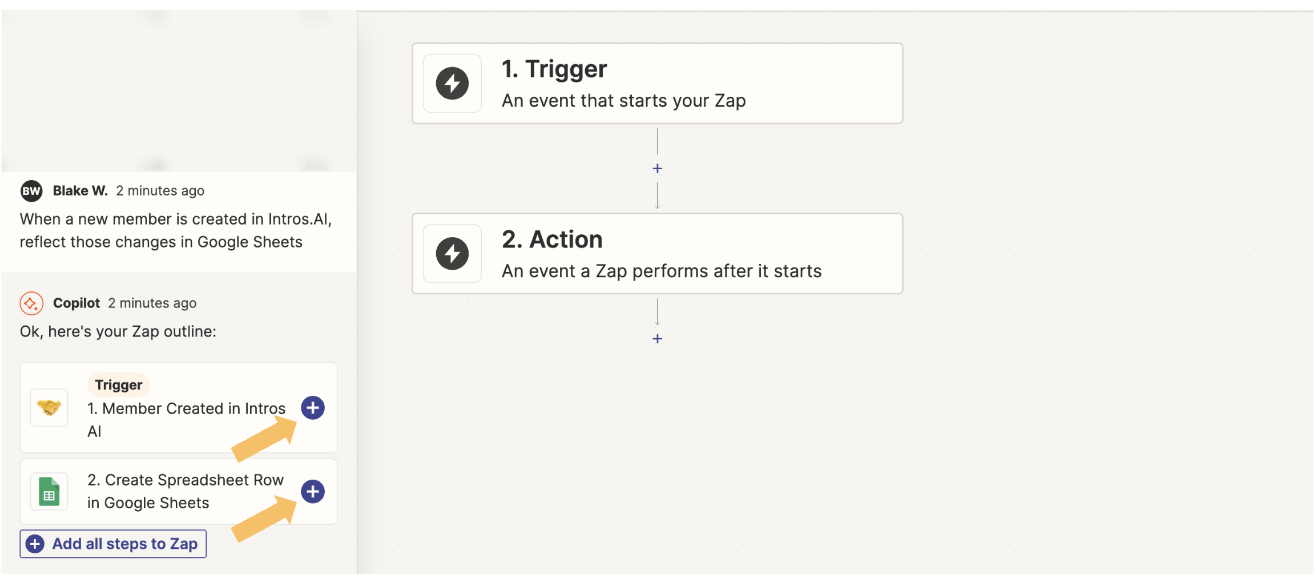 BW Blake W. 2 minutes ago
When a new member is created in Intros.AI,
reflect those changes in Google Sheets
Copilot 2 minutes ago
Ok, here's your Zap outline:
Trigger
1. Member Created in Intros
AI
2. Create Spreadsheet Row
in Google Sheets
Add all steps to Zap
1. Trigger
An event that starts your Zap
2. Action
An event a Zap performs after it starts